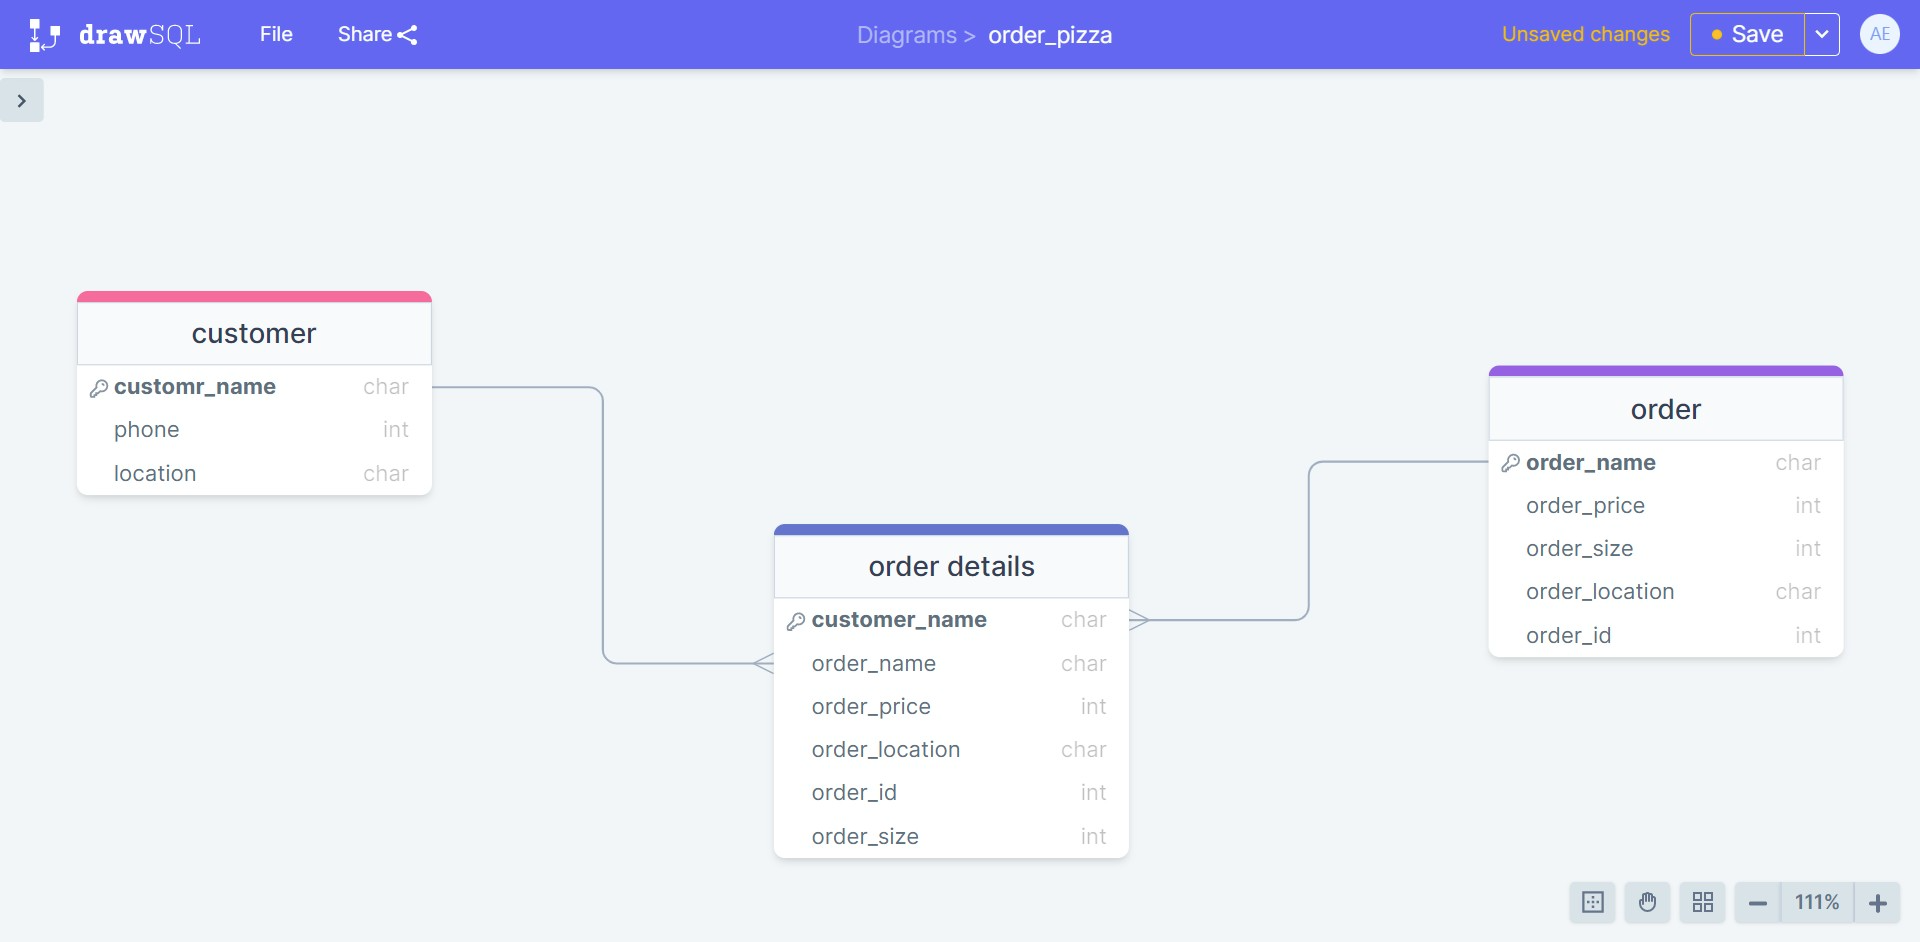 drawSQL File Share Diagrams > order_pizza Unsaved changes Save AE
customer
customr_name char
phone int
location char
order details
customer_name char
order_name char
order_price int
order_location char
order_id int
order_size int
order
order_name char
order_price int
order_size int
order_location char
order_id int
111%